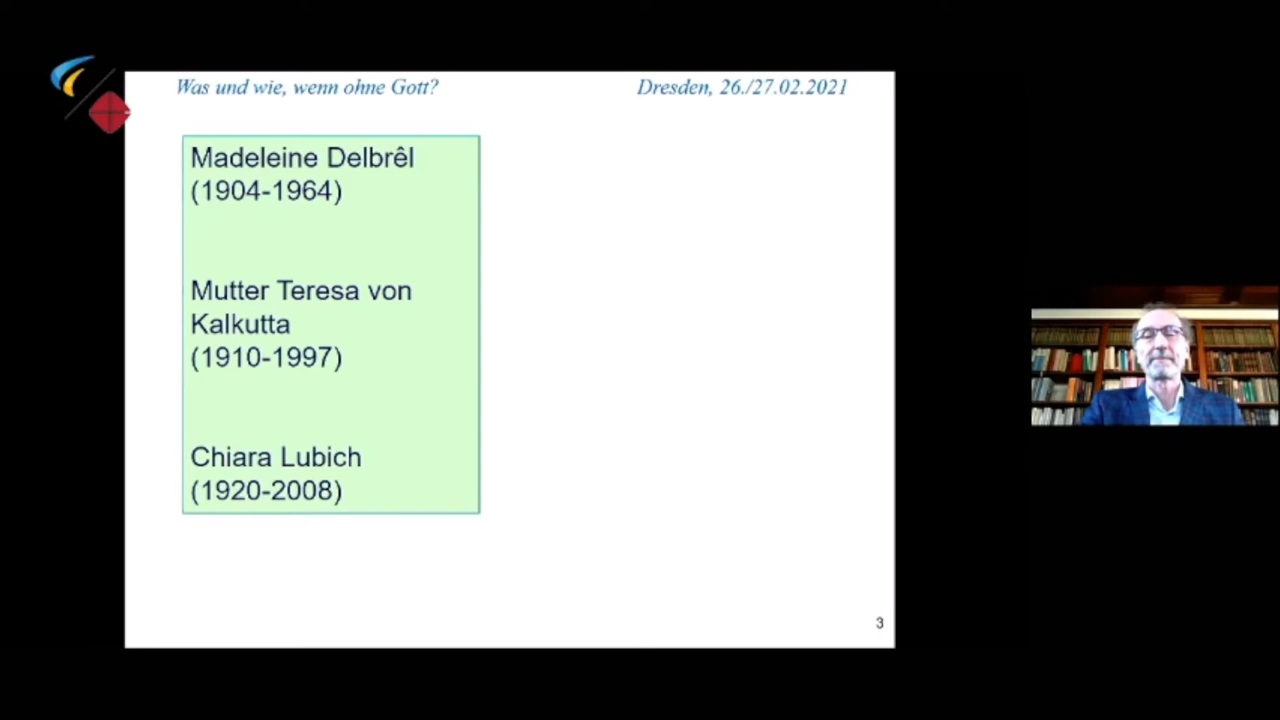 Was und wie, wenn ohne Gott?
Dresden, 26./27.02.2021
Madeleine Delbrêl
(1904-1964)
Mutter Teresa von
Kalkutta
(1910-1997)
Chiara Lubich
(1920-2008)
3